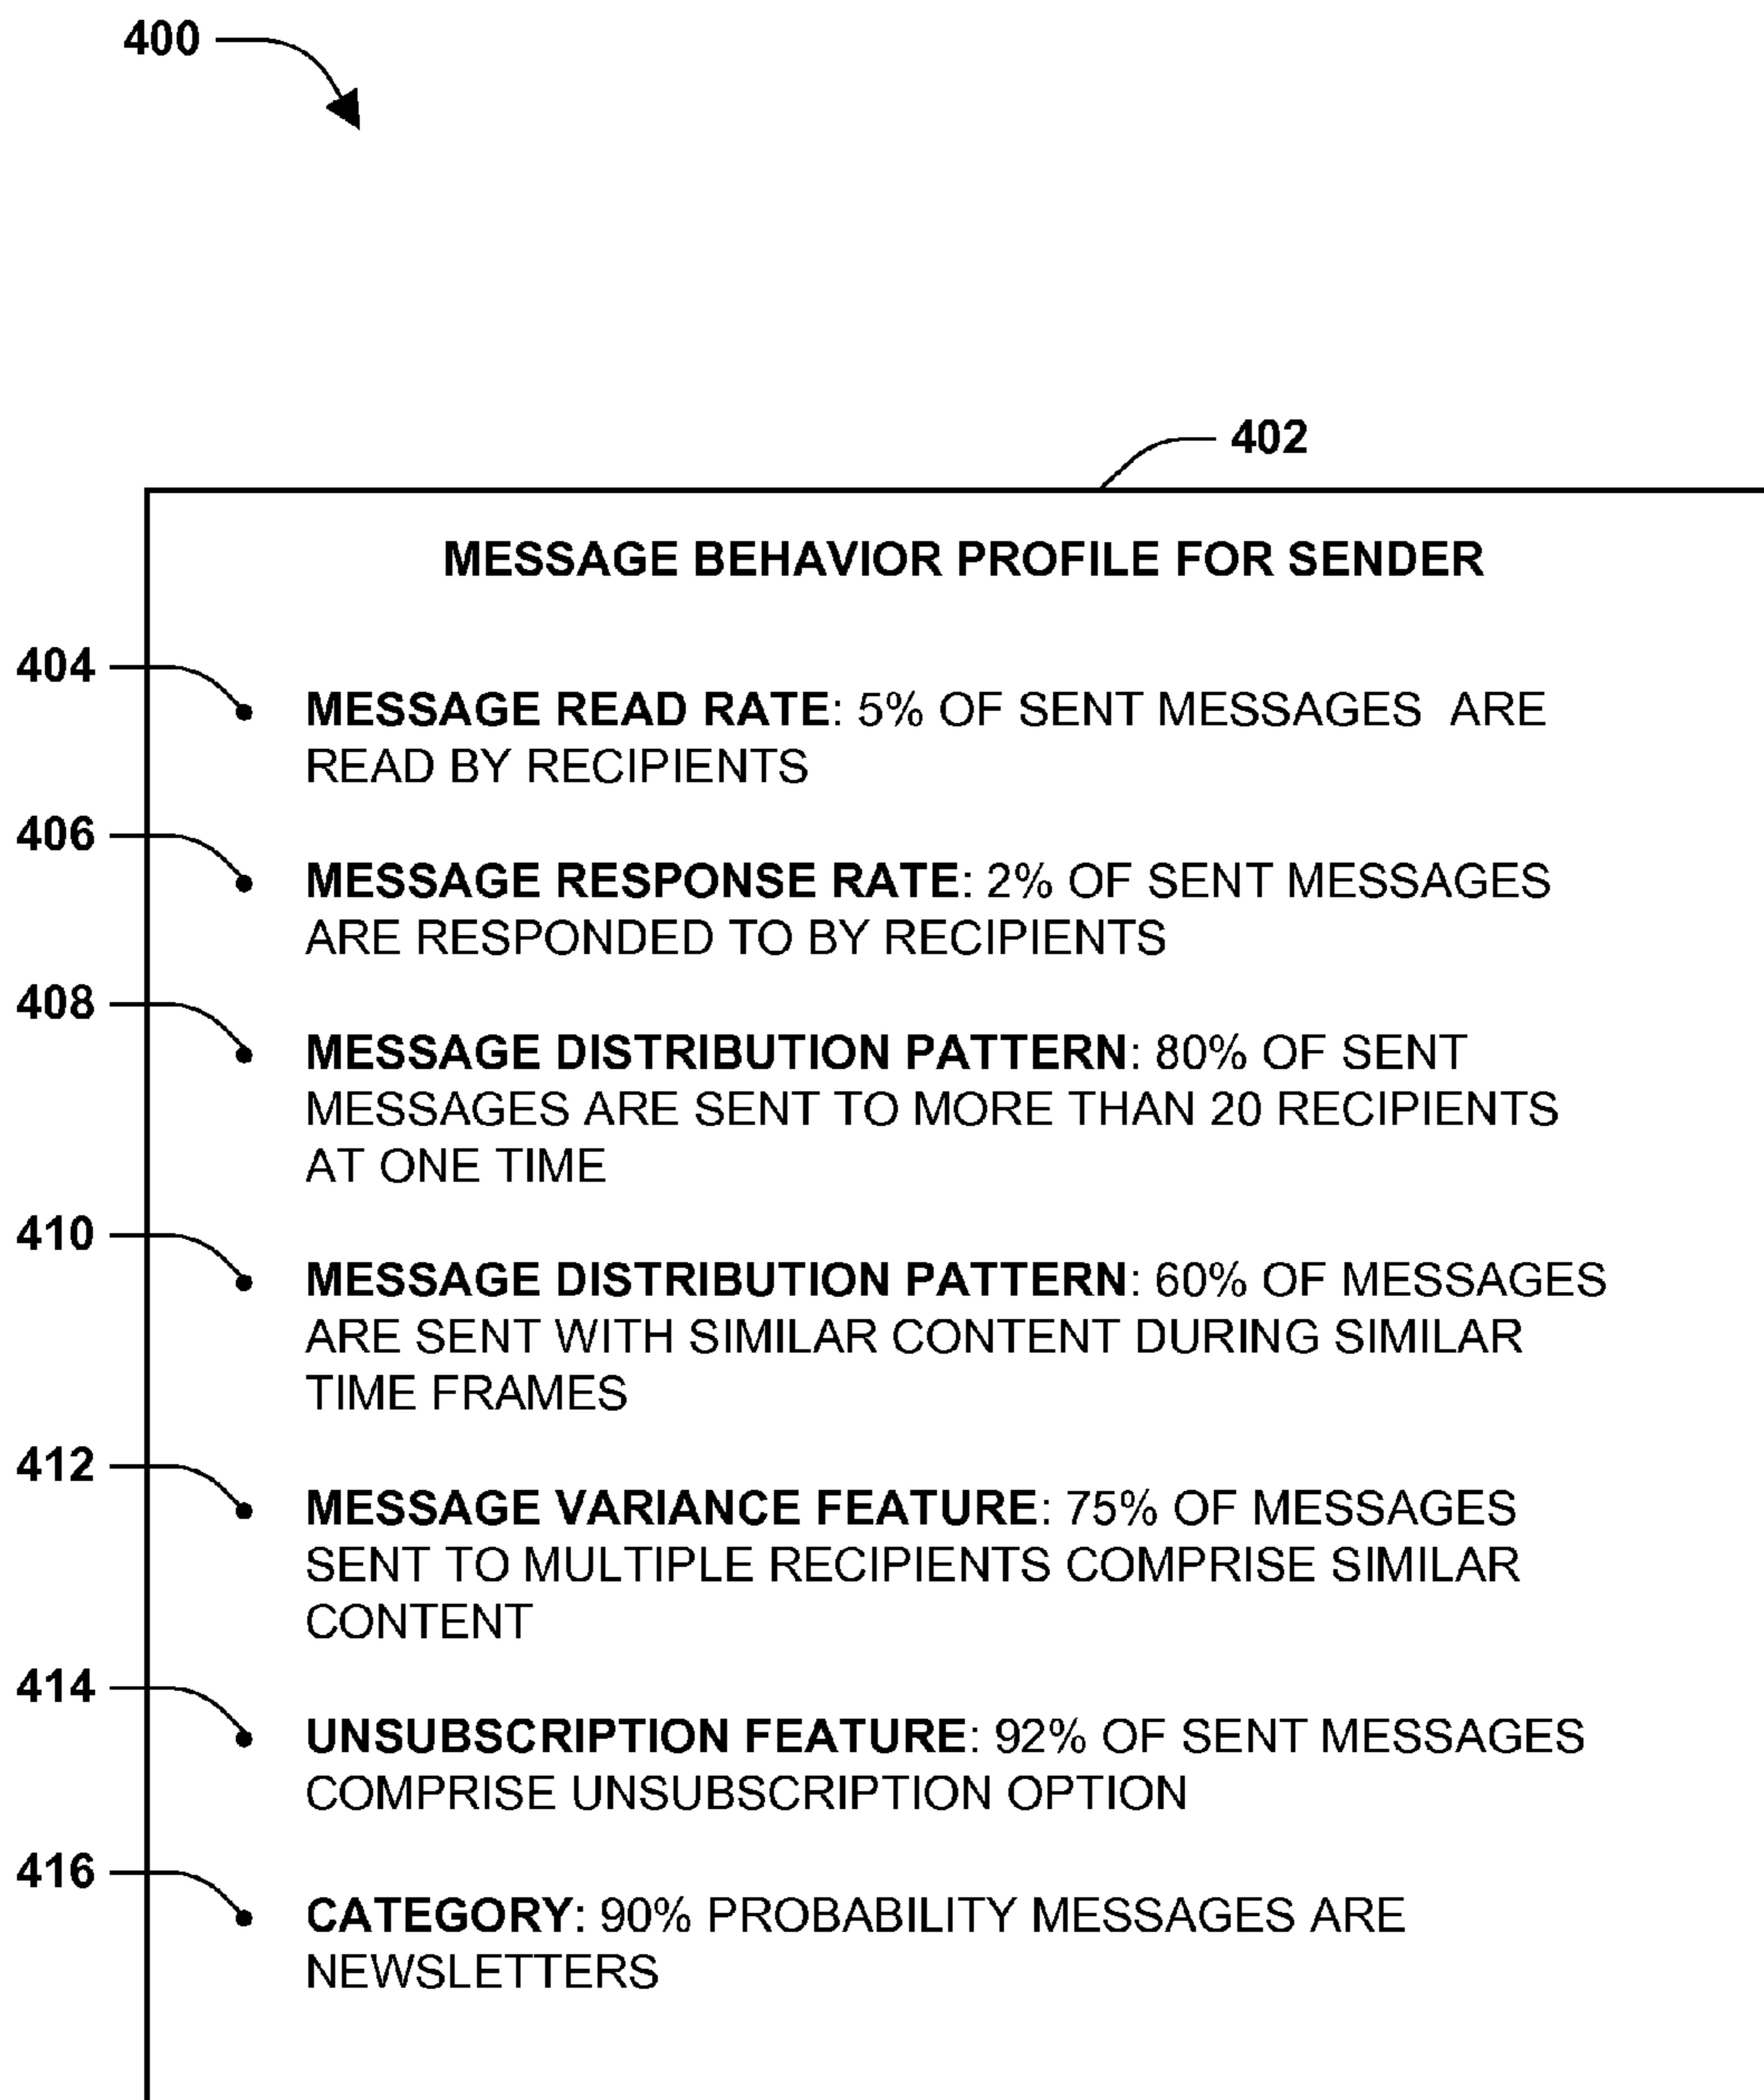 400
402
MESSAGE BEHAVIOR PROFILE FOR SENDER
404
MESSAGE READ RATE: 5% OF SENT MESSAGES ARE
READ BY RECIPIENTS
406
MESSAGE RESPONSE RATE: 2% OF SENT MESSAGES
ARE RESPONDED TO BY RECIPIENTS
408
MESSAGE DISTRIBUTION PATTERN: 80% OF SENT
MESSAGES ARE SENT TO MORE THAN 20 RECIPIENTS
AT ONE TIME
410
MESSAGE DISTRIBUTION PATTERN: 60% OF MESSAGES
ARE SENT WITH SIMILAR CONTENT DURING SIMILAR
TIME FRAMES
412
MESSAGE VARIANCE FEATURE: 75% OF MESSAGES
SENT TO MULTIPLE RECIPIENTS COMPRISE SIMILAR
CONTENT
414
UNSUBSCRIPTION FEATURE: 92% OF SENT MESSAGES
COMPRISE UNSUBSCRIPTION OPTION
416
CATEGORY: 90% PROBABILITY MESSAGES ARE
NEWSLETTERS